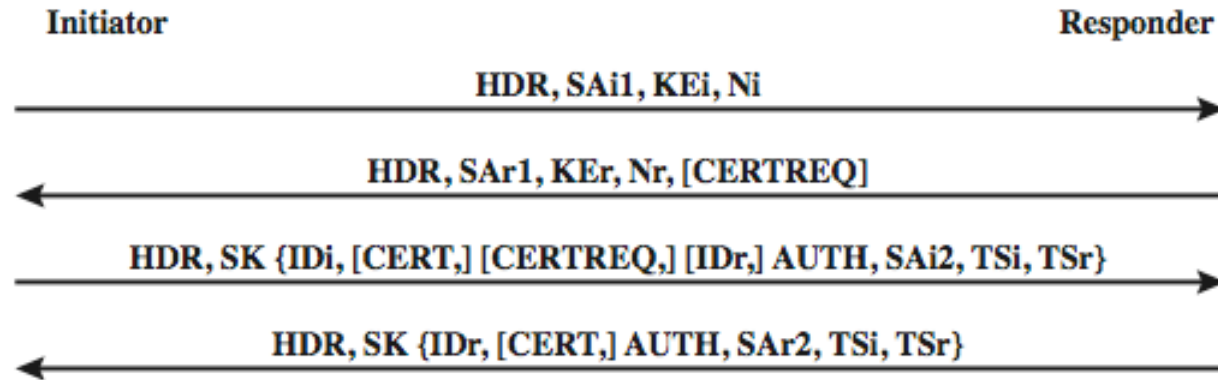 Initiator Responder
HDR, SAi1, KEi, Ni
HDR, SAr1, KEr, Nr, [CERTREQ]
HDR, SK {IDi, [CERT,] [CERTREQ,] [IDr,] AUTH, SAi2, TSi, TSr}
HDR, SK {IDr, [CERT,] AUTH, SAr2, TSi, TSr}